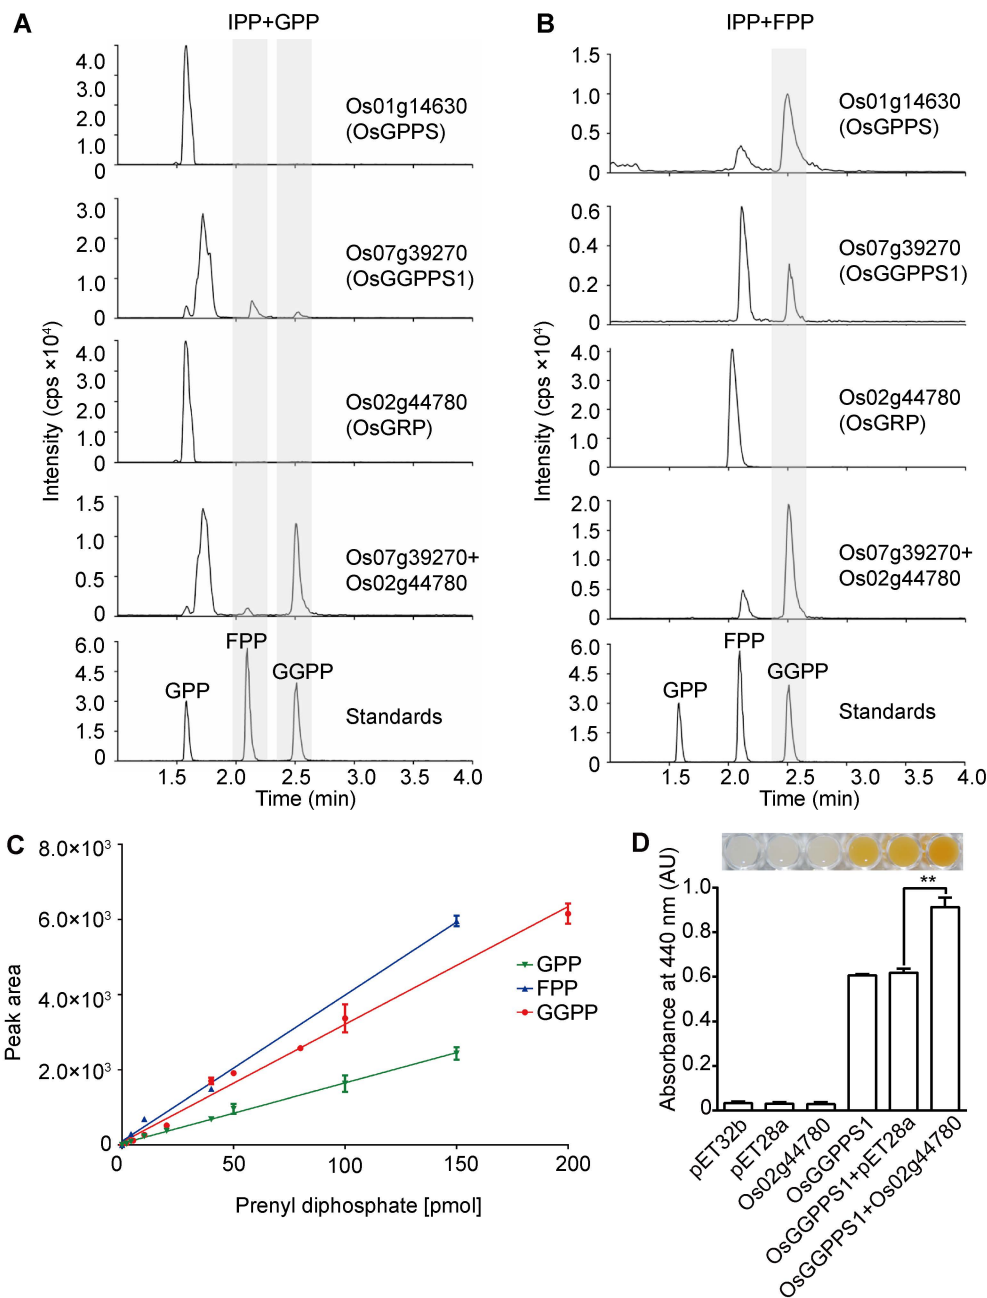 A
IPP+GPP
4.0
3.0
2.0
1.0
0
Os01g14630
(OsGPPS)
3.0
2.0
1.0
0
Os07g39270
(OsGGPPS1)
4.0
3.0
2.0
1.0
0
Os02g44780
(OsGRP)
1.5
1.0
0.5
0
Os07g39270+
Os02g44780
6.0
4.5
3.0
1.5
0
GPP
FPP
GGPP
Standards
Intensity (cps ×10⁴)
1.5 2.0 2.5 3.0 3.5 4.0
Time (min)
B
IPP+FPP
1.5
1.0
0.5
0
Os01g14630
(OsGPPS)
0.6
0.4
0.2
0
Os07g39270
(OsGGPPS1)
4.0
3.0
2.0
1.0
0
Os02g44780
(OsGRP)
2.0
1.5
1.0
0.5
0
Os07g39270+
Os02g44780
6.0
4.5
3.0
1.5
0
GPP
FPP
GGPP
Standards
Intensity (cps ×10⁴)
1.5 2.0 2.5 3.0 3.5 4.0
Time (min)
C
8.0×10³
6.0×10³
4.0×10³
2.0×10³
0
Peak area
GPP
FPP
GGPP
0 50 100 150 200
Prenyl diphosphate [pmol]
D
**
1.0
0.8
0.6
0.4
0.2
0
Absorbance at 440 nm (AU)
pET32b
pET28a
Os02g44780
OsGGPPS1
OsGGPPS1+pET28a
OsGGPPS1+Os02g44780